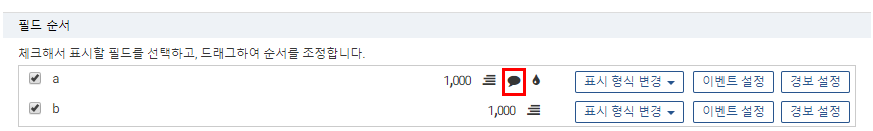 필드 순서
체크해서 표시할 필드를 선택하고, 드래그하여 순서를 조정합니다.
a 1,000 표시 형식 변경 이벤트 설정 경보 설정
b 1,000 표시 형식 변경 이벤트 설정 경보 설정